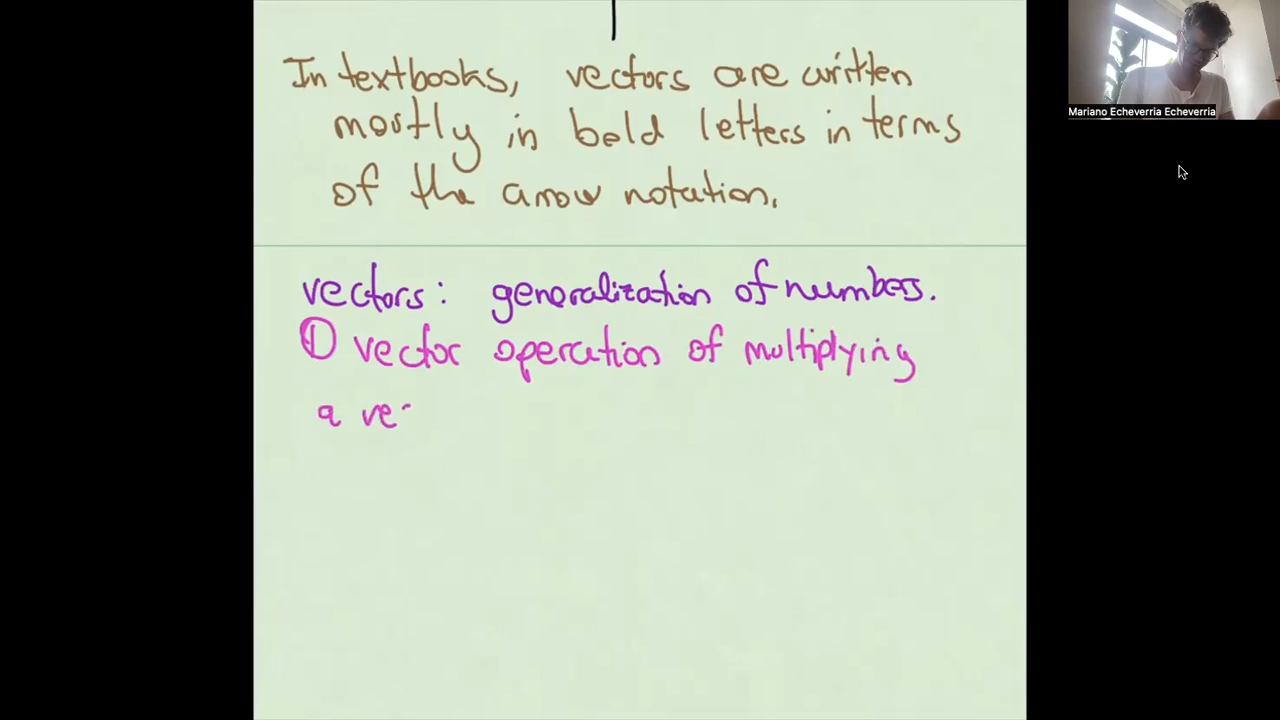 In textbooks, vectors are written
mostly in bold letters in terms
of the arrow notation.
vectors: generalization of numbers.
① vector operation of multiplying
a ve
Mariano Echeverria Echeverria